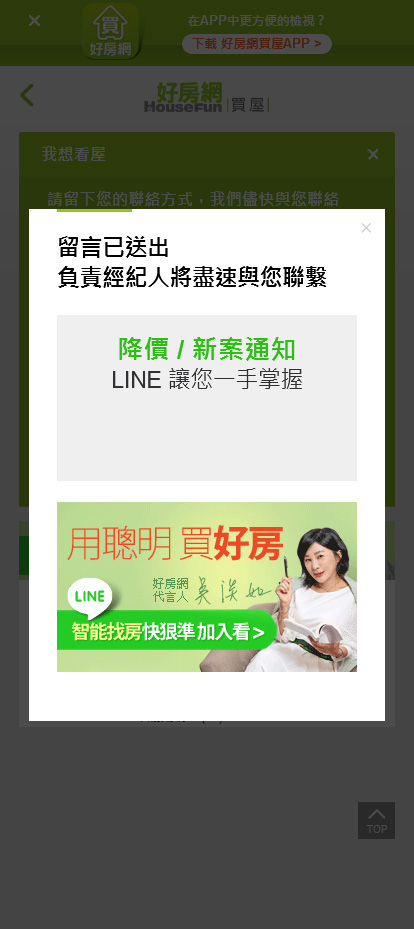 在APP中更方便的檢視？
買
好房網
下載 好房網買屋APP >
好房網
HouseFun |買屋|
我想看屋
請留下您的聯絡方式，我們儘快與您聯絡
留言已送出
負責經紀人將盡速與您聯繫
降價 / 新案通知
LINE 讓您一手掌握
用聰明買好房
好房網
代言人 吳淡如
LINE
智能找房快狠準 加入看>
TOP